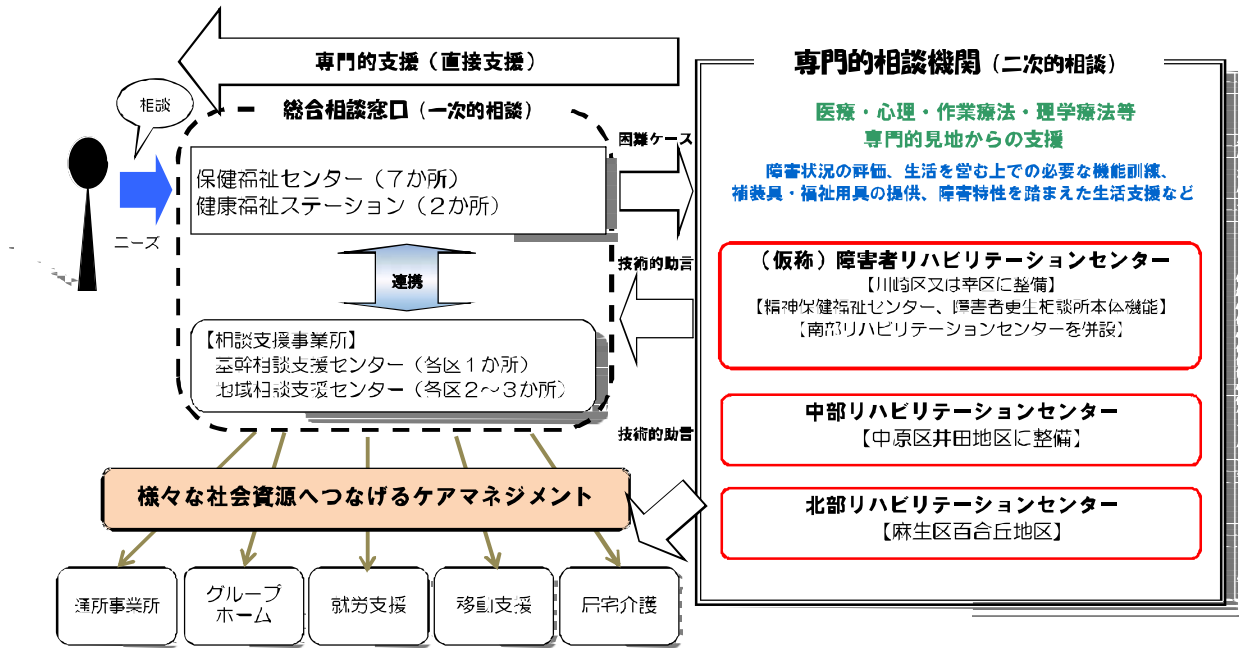 専門的支援（直接支援）
相談
総合相談窓口（一次的相談）
ニーズ
保健福祉センター（７か所）
健康福祉ステーション（２か所）
連携
【相談支援事業所】
基幹相談支援センター（各区１か所）
地域相談支援センター（各区２～３か所）
困難ケース
技術的助言
技術的助言
専門的相談機関（二次的相談）
医療・心理・作業療法・理学療法等
専門的見地からの支援
障害状況の評価、生活を営む上での必要な機能訓練、
補装具・福祉用具の提供、障害特性を踏まえた生活支援など
（仮称）障害者リハビリテーションセンター
【川崎区又は幸区に整備】
【精神保健福祉センター、障害者更生相談所本体機能】
【南部リハビリテーションセンターを併設】
中部リハビリテーションセンター
【中原区井田地区に整備】
北部リハビリテーションセンター
【麻生区百合丘地区】
様々な社会資源へつなげるケアマネジメント
通所事業所
グループ
ホーム
就労支援
移動支援
居宅介護